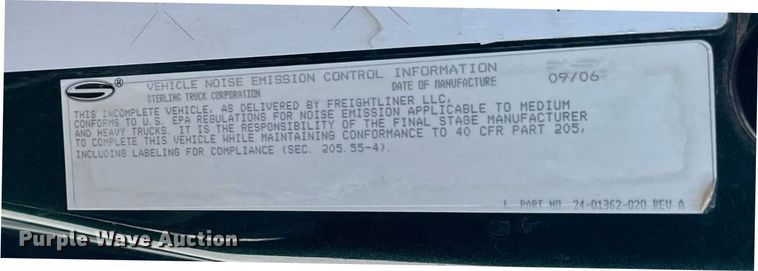 VEHICLE NOISE EMISSION CONTROL INFORMATION
STERLING TRUCK CORPORATION DATE OF MANUFACTURE 09/06
THIS INCOMPLETE VEHICLE, AS DELIVERED BY FREIGHTLINER LLC,
CONFORMS TO U.S. EPA REGULATIONS FOR NOISE EMISSION APPLICABLE TO MEDIUM
AND HEAVY TRUCKS. IT IS THE RESPONSIBILITY OF THE FINAL STAGE MANUFACTURER
TO COMPLETE THIS VEHICLE WHILE MAINTAINING CONFORMANCE TO 40 CFR PART 205,
INCLUDING LABELING FOR COMPLIANCE (SEC. 205.55-4).
L PART NO. 24-01362-020 REV A
Purple Wave Auction